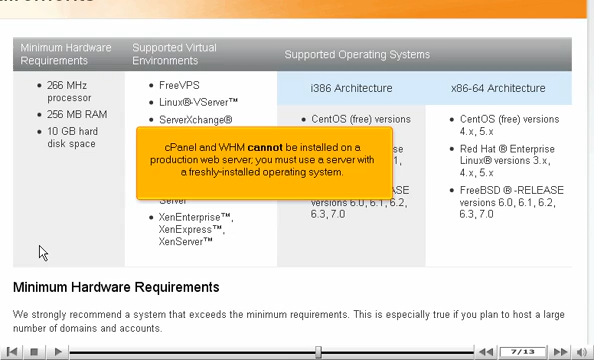 Minimum Hardware Requirements
Supported Virtual Environments
Supported Operating Systems
i386 Architecture
x86-64 Architecture
266 MHz processor
256 MB RAM
10 GB hard disk space
FreeVPS
Linux®-VServer™
ServerXchange®
Server
XenEnterprise™, XenExpress™, XenServer™
CentOS (free) versions
versions 6.0, 6.1, 6.2, 6.3, 7.0
CentOS (free) versions 4.x, 5.x
Red Hat ® Enterprise Linux® versions 3.x, 4.x, 5.x
FreeBSD ® -RELEASE versions 6.0, 6.1, 6.2, 6.3, 7.0
cPanel and WHM cannot be installed on a
production web server; you must use a server with
a freshly-installed operating system.
Minimum Hardware Requirements
We strongly recommend a system that exceeds the minimum requirements. This is especially true if you plan to host a large
number of domains and accounts.
7/13